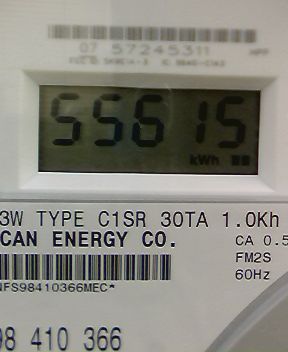 07 57245311
55615
kWh
3W TYPE C1SR 30TA 1.0Kh
CAN ENERGY CO.
CA 0.5
FM2S
60Hz
NFS98410366MEC*
98 410 366